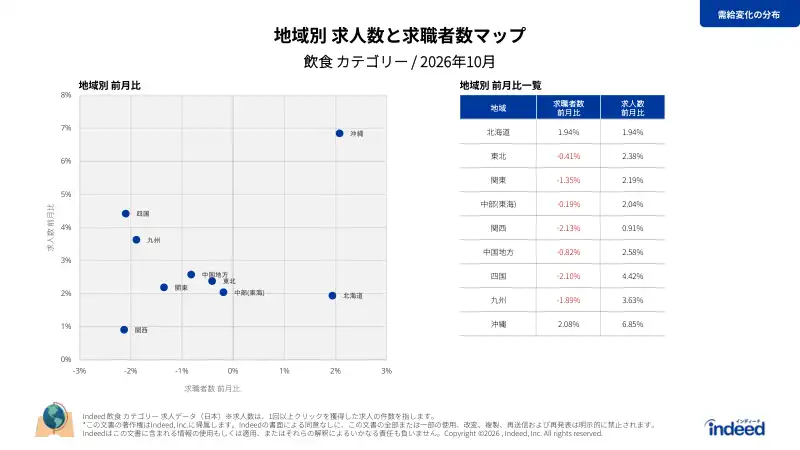 需給変化の分布
地域別 求人数と求職者数マップ
飲食 カテゴリー / 2026年10月
地域別 前月比
8%
7%
6%
5%
4%
3%
2%
1%
0%
-3%
-2%
-1%
0%
1%
2%
3%
求人数 前月比
求職者数 前月比
沖縄
四国
九州
中国地方
東北
関東
中部(東海)
北海道
関西
地域別 前月比一覧
地域 求職者数 前月比 求人数 前月比
北海道 1.94% 1.94%
東北 -0.41% 2.38%
関東 -1.35% 2.19%
中部(東海) -0.19% 2.04%
関西 -2.13% 0.91%
中国地方 -0.82% 2.58%
四国 -2.10% 4.42%
九州 -1.89% 3.63%
沖縄 2.08% 6.85%
Indeed 飲食 カテゴリー 求人データ（日本）※求人数は、1回以上クリックを獲得した求人の件数を指します。
*この文書の著作権はIndeed, Inc.に帰属します。Indeedの書面による同意なしに、この文書の全部または一部の使用、改変、複製、再送信および再発表は明示的に禁止されます。
Indeedはこの文書に含まれる情報の使用もしくは適用、またはそれらの解釈によるいかなる責任も負いません。Copyright ©2026 , Indeed, Inc. All rights reserved.
インディード
indeed